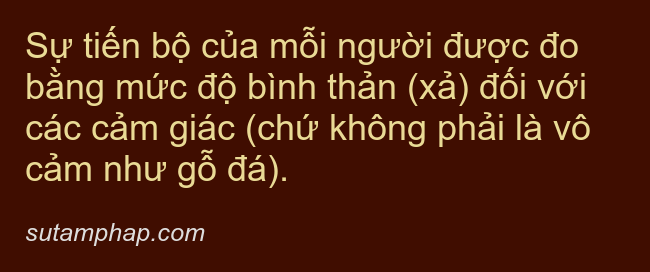 Sự tiến bộ của mỗi người được đo
bằng mức độ bình thản (xả) đối với
các cảm giác (chứ không phải là vô
cảm như gỗ đá).
sutamphap.com